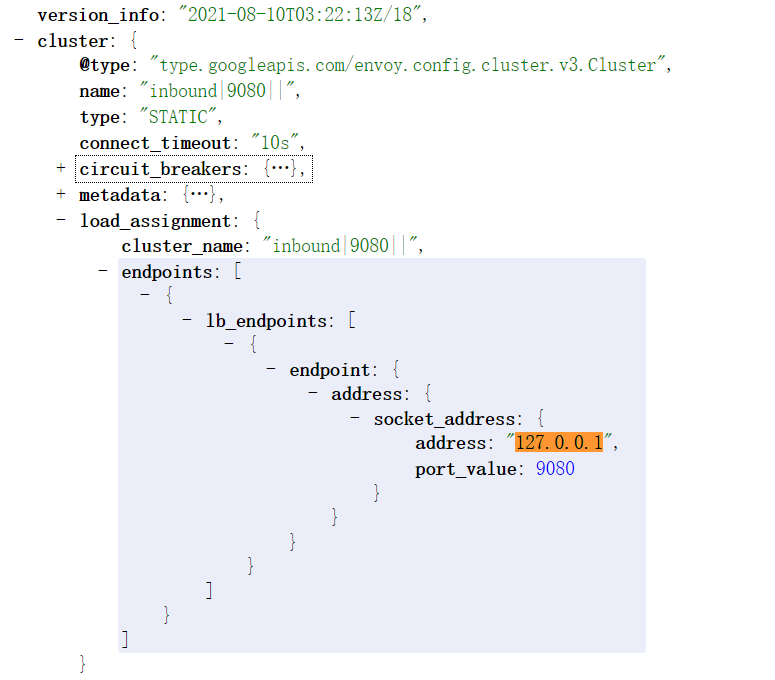 version_info: "2021-08-10T03:22:13Z/18",
- cluster: {
@type: "type.googleapis.com/envoy.config.cluster.v3.Cluster",
name: "inbound|9080||",
type: "STATIC",
connect_timeout: "10s",
+ circuit_breakers: {…},
+ metadata: {…},
- load_assignment: {
cluster_name: "inbound|9080||",
- endpoints: [
- {
- lb_endpoints: [
- {
- endpoint: {
- address: {
- socket_address: {
address: "127.0.0.1",
port_value: 9080
}
}
}
}
]
}
]
}